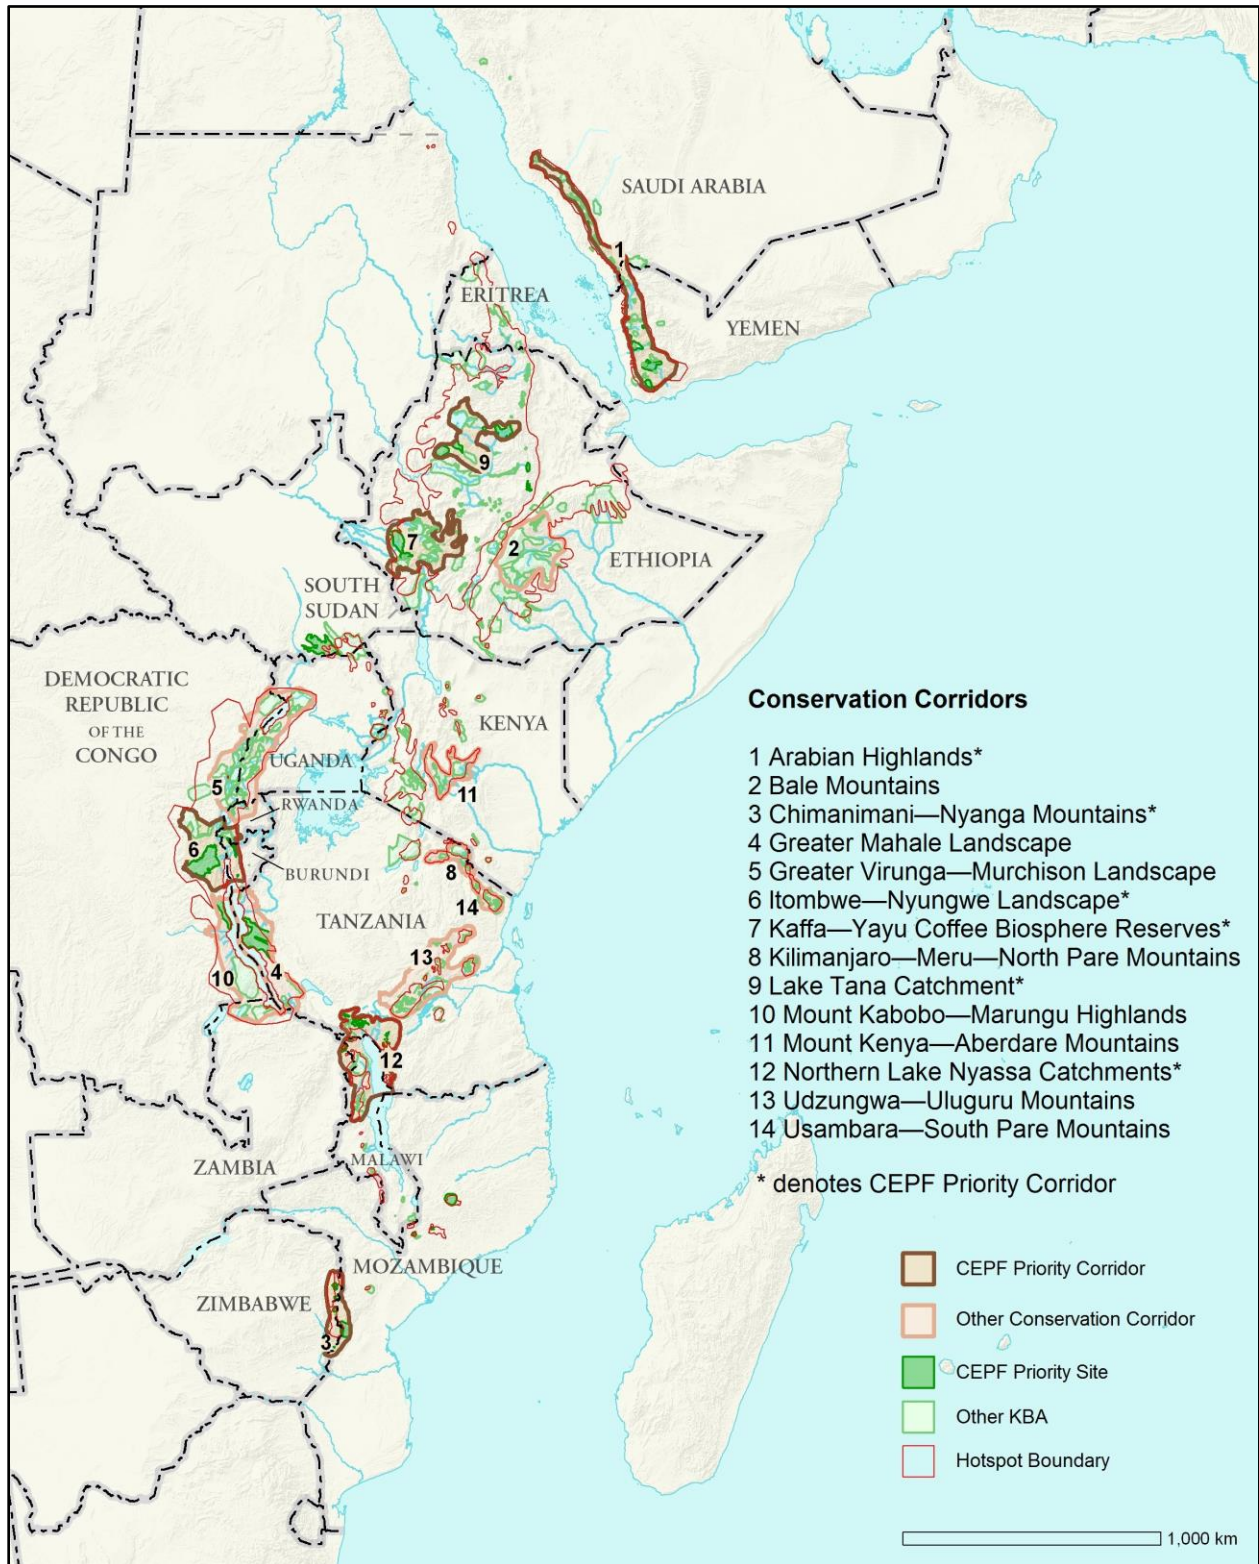 SAUDI ARABIA
1
ERITREA
YEMEN
9
7
2
ETHIOPIA
SOUTH
SUDAN
DEMOCRATIC
REPUBLIC
OF THE
CONGO
KENYA
UGANDA
5
11
RWANDA
6
BURUNDI
8
14
TANZANIA
13
10
4
12
MALAWI
ZAMBIA
MOZAMBIQUE
ZIMBABWE
3
Conservation Corridors
1 Arabian Highlands*
2 Bale Mountains
3 Chimanimani—Nyanga Mountains*
4 Greater Mahale Landscape
5 Greater Virunga—Murchison Landscape
6 Itombwe—Nyungwe Landscape*
7 Kaffa—Yayu Coffee Biosphere Reserves*
8 Kilimanjaro—Meru—North Pare Mountains
9 Lake Tana Catchment*
10 Mount Kabobo—Marungu Highlands
11 Mount Kenya—Aberdare Mountains
12 Northern Lake Nyassa Catchments*
13 Udzungwa—Uluguru Mountains
14 Usambara—South Pare Mountains
* denotes CEPF Priority Corridor
CEPF Priority Corridor
Other Conservation Corridor
CEPF Priority Site
Other KBA
Hotspot Boundary
1,000 km